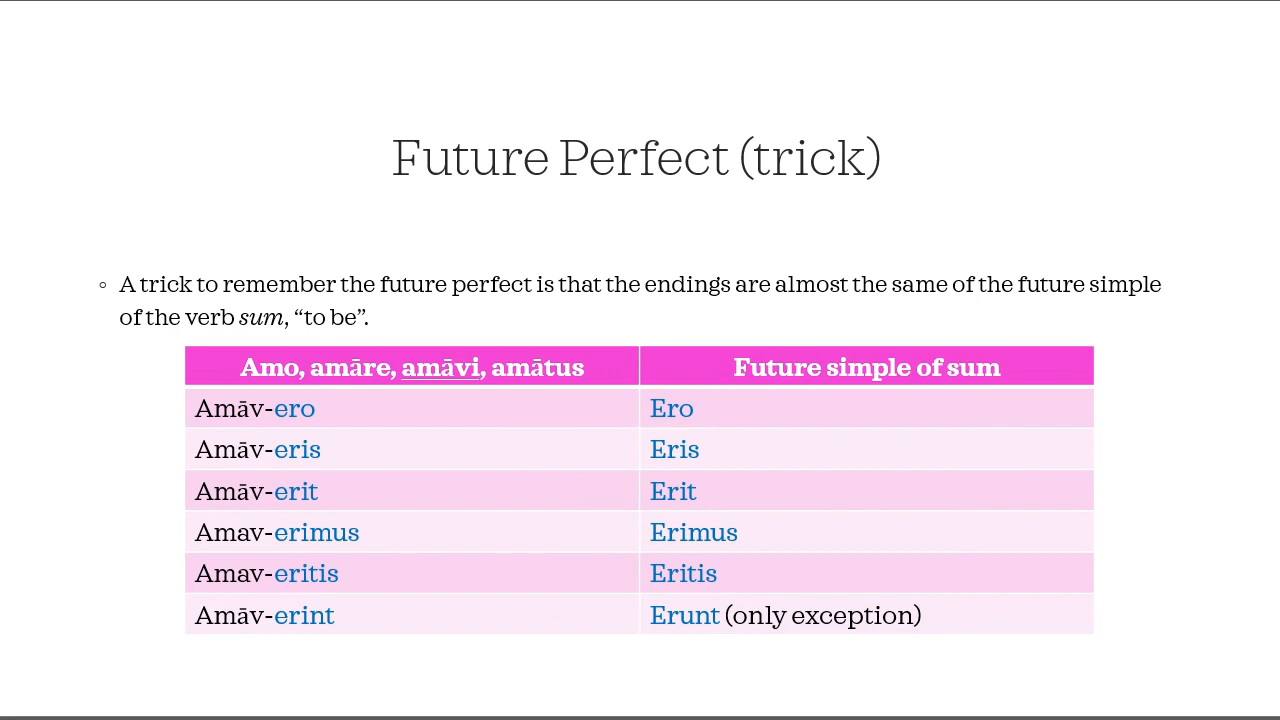 Future Perfect (trick)
◦ A trick to remember the future perfect is that the endings are almost the same of the future simple
of the verb sum, “to be”.
Amo, amāre, amāvi, amātus Future simple of sum
Amāv-ero Ero
Amāv-eris Eris
Amāv-erit Erit
Amav-erimus Erimus
Amav-eritis Eritis
Amāv-erint Erunt (only exception)